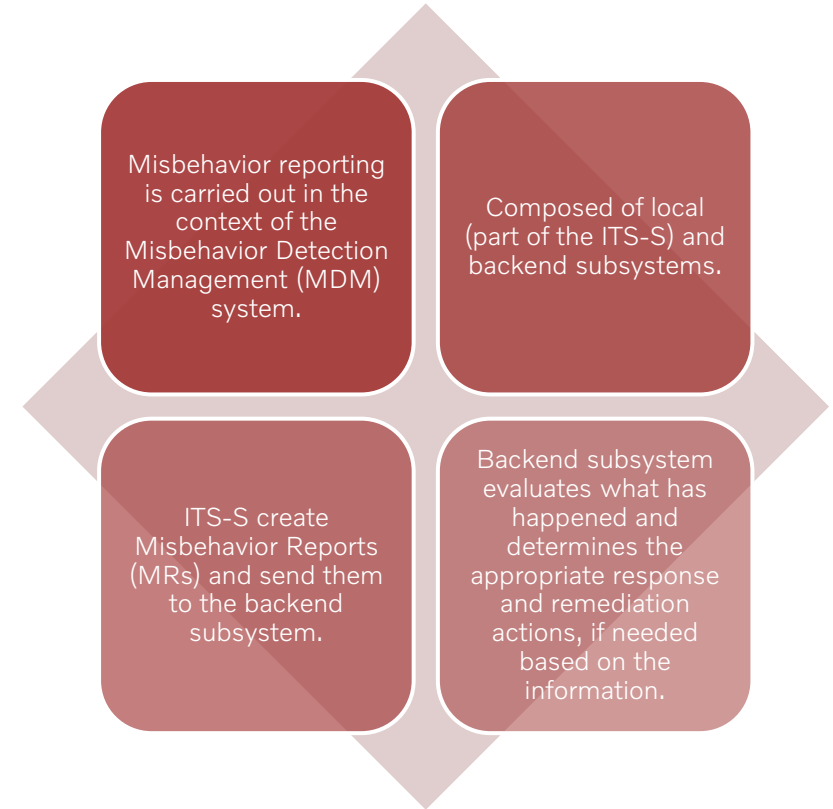 Misbehavior reporting
is carried out in the
context of the
Misbehavior Detection
Management (MDM)
system.
Composed of local
(part of the ITS-S) and
backend subsystems.
ITS-S create
Misbehavior Reports
(MRs) and send them
to the backend
subsystem.
Backend subsystem
evaluates what has
happened and
determines the
appropriate response
and remediation
actions, if needed
based on the
information.